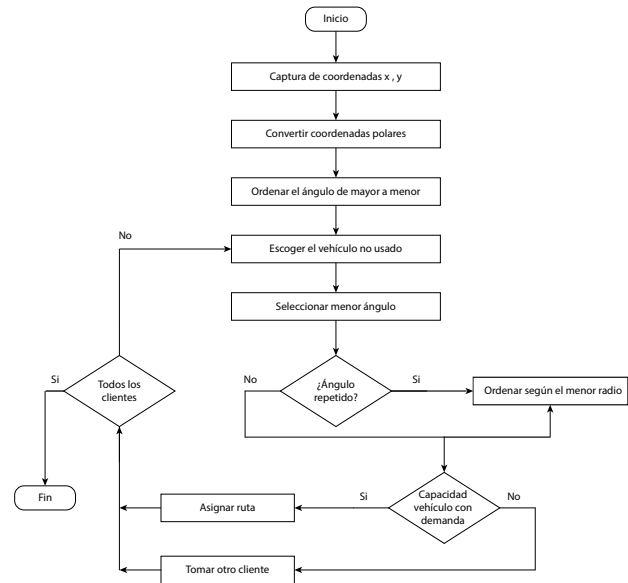 Inicio
Captura de coordenadas x , y
Convertir coordenadas polares
Ordenar el ángulo de mayor a menor
No
Escoger el vehículo no usado
Seleccionar menor ángulo
Si
Todos los
clientes
No
¿Ángulo
repetido?
Si
Ordenar según el menor radio
Fin
Asignar ruta
Si
Capacidad
vehículo con
demanda
No
Tomar otro cliente